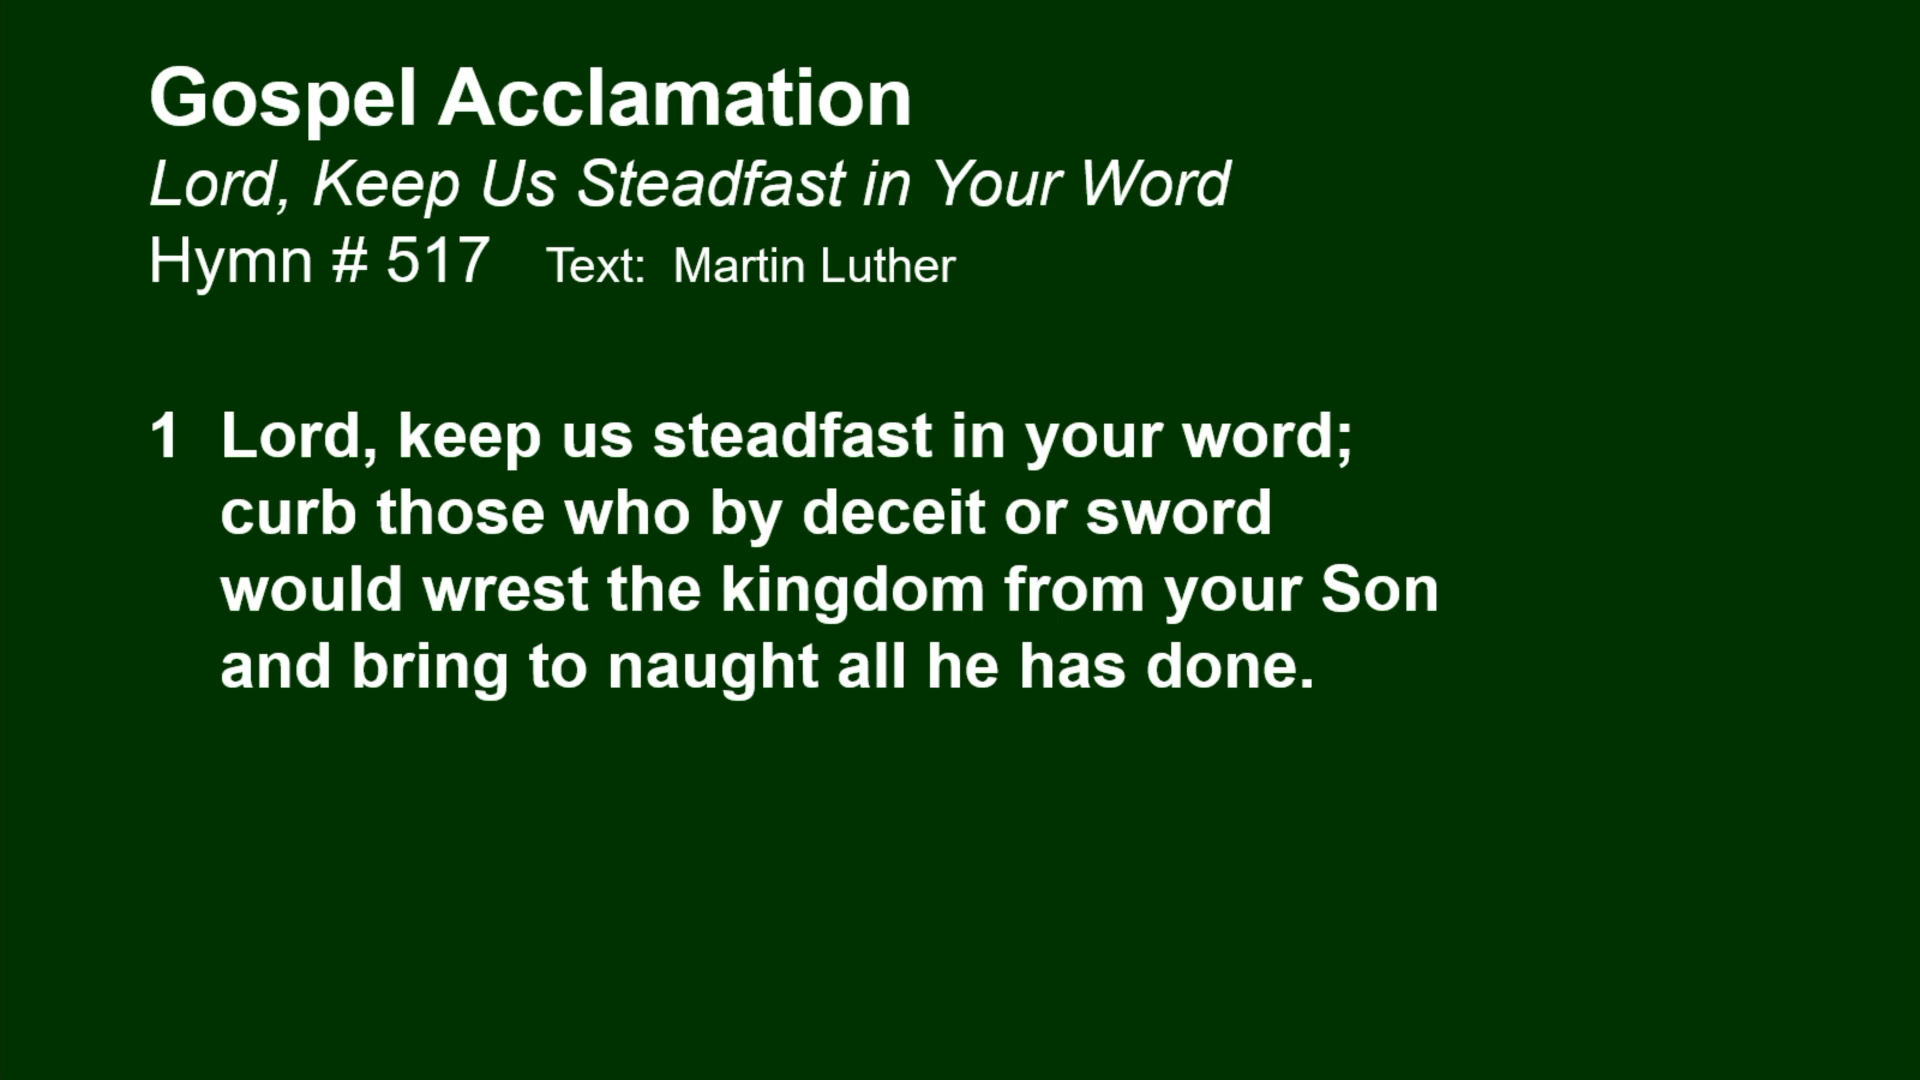 Gospel Acclamation
Lord, Keep Us Steadfast in Your Word
Hymn # 517 Text: Martin Luther
1 Lord, keep us steadfast in your word;
curb those who by deceit or sword
would wrest the kingdom from your Son
and bring to naught all he has done.